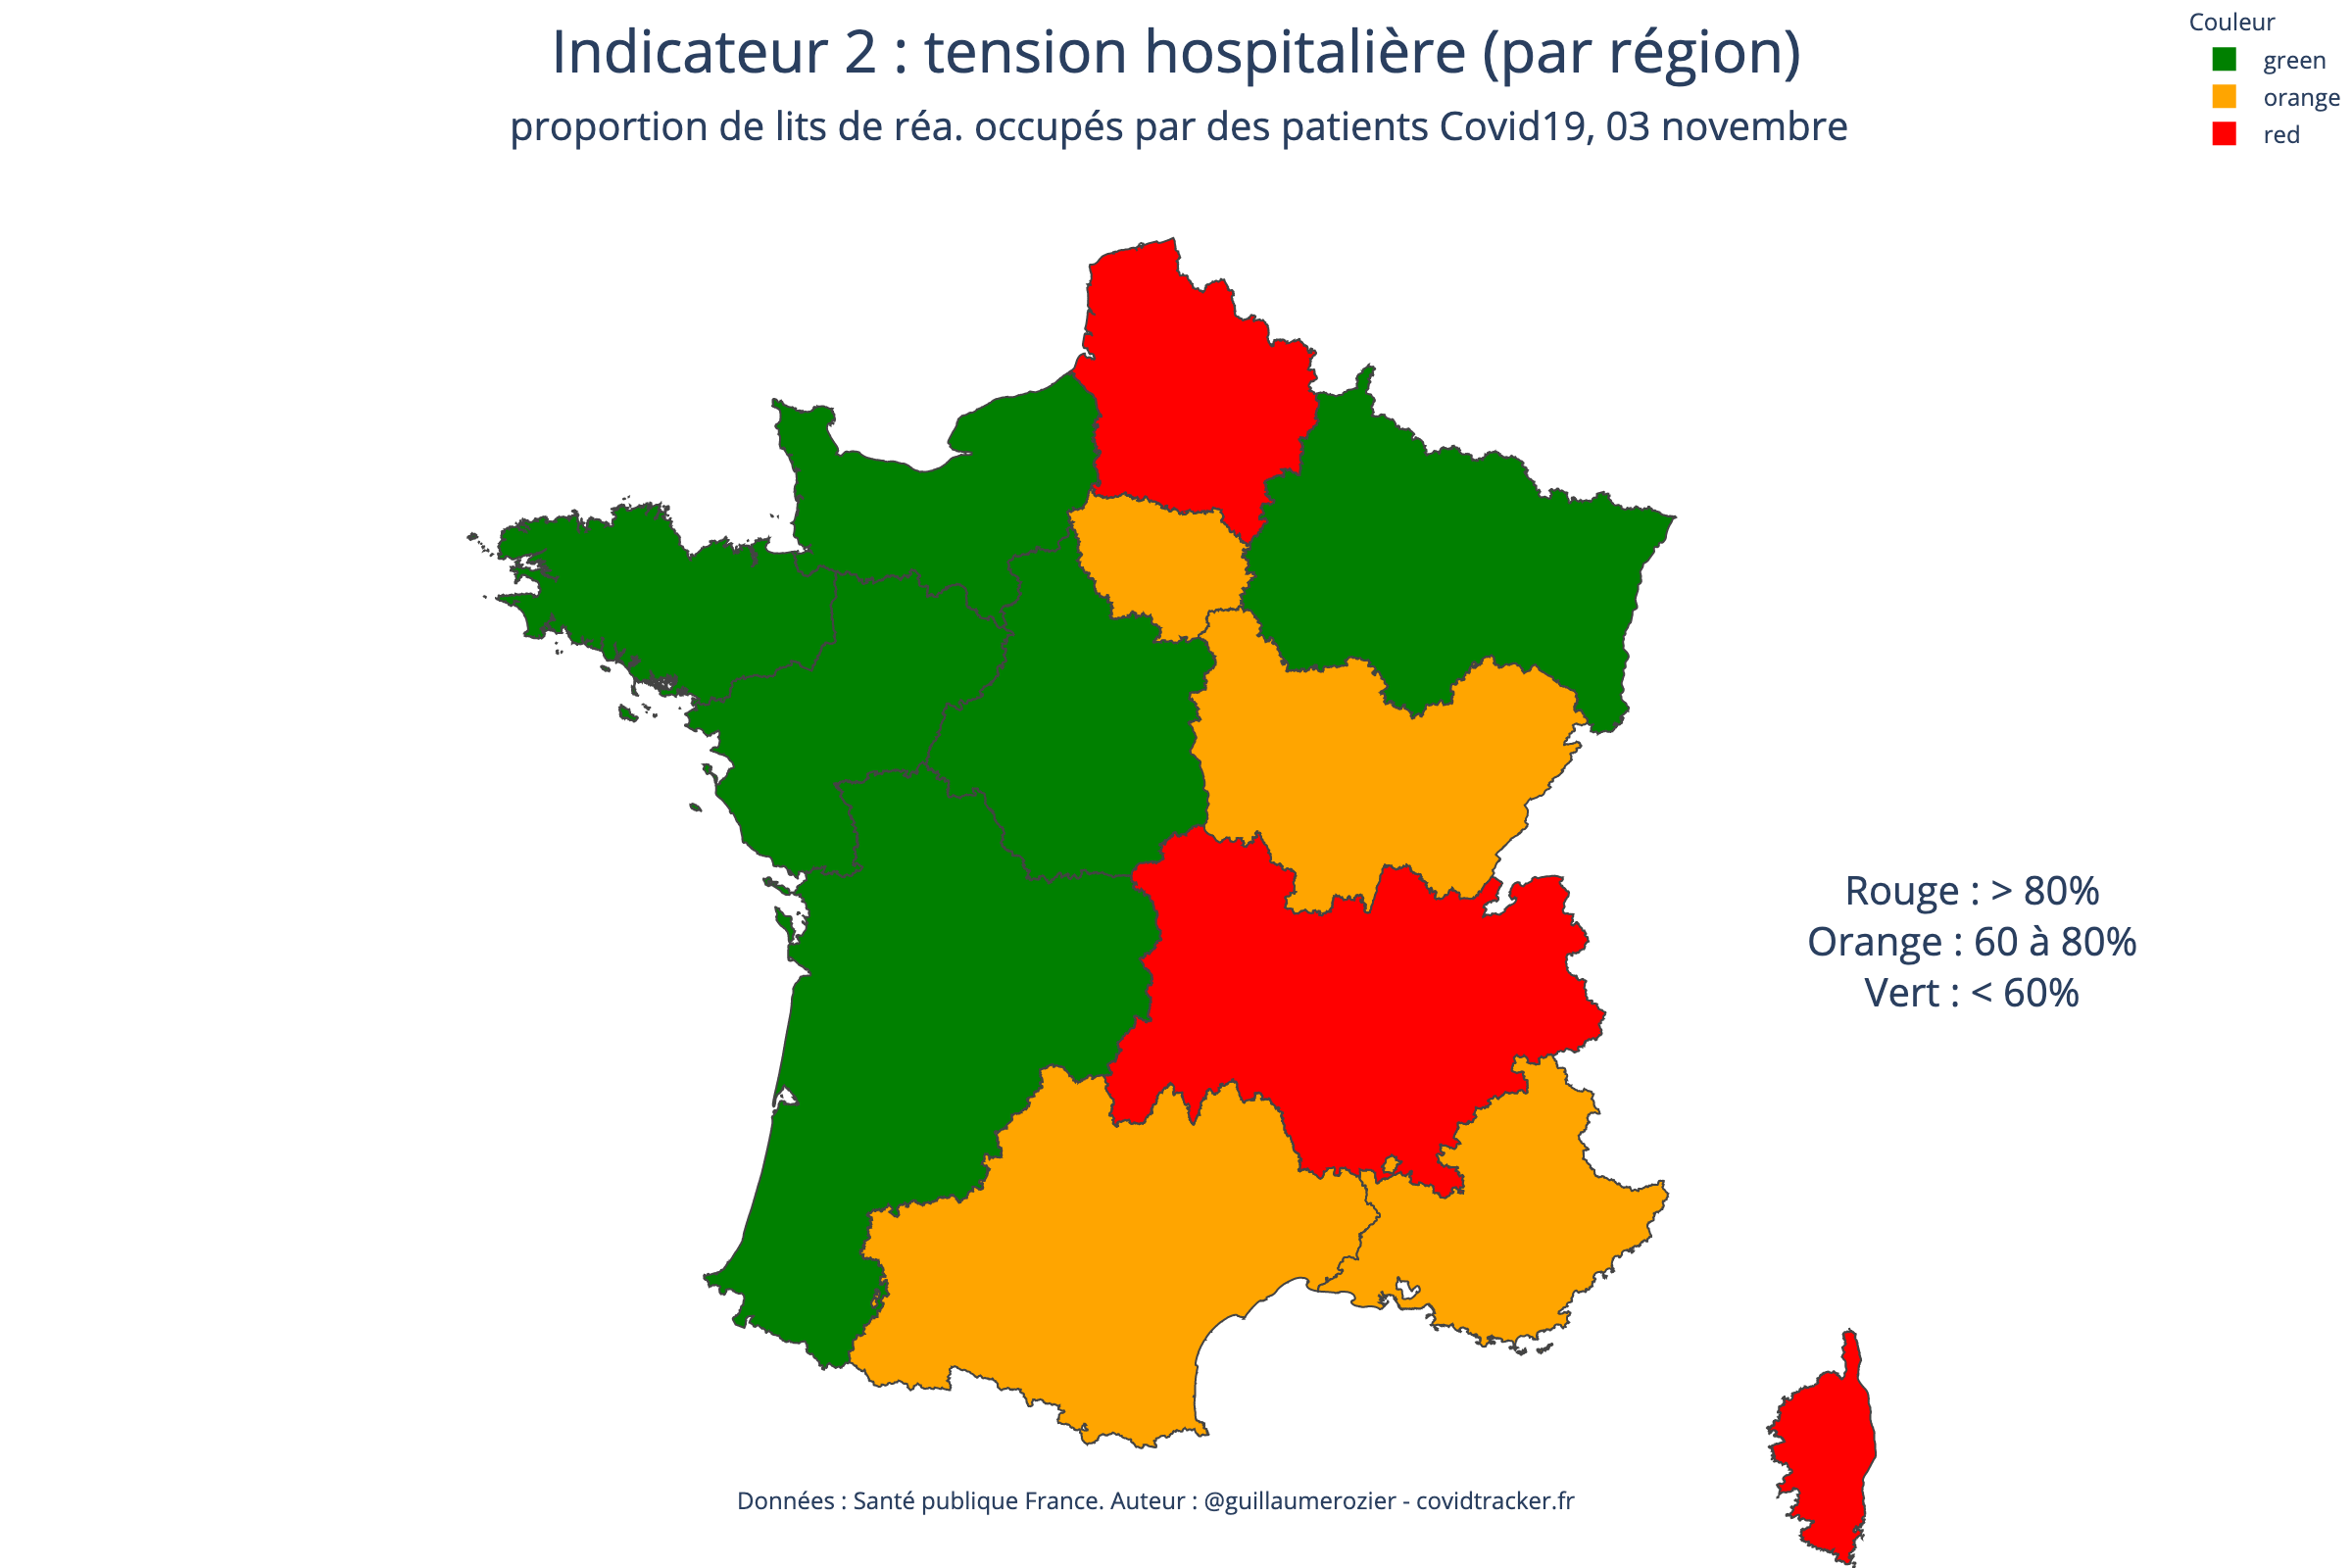 Indicateur 2 : tension hospitalière (par région)
proportion de lits de réa. occupés par des patients Covid19, 03 novembre
Couleur
green
orange
red
Rouge : > 80%
Orange : 60 à 80%
Vert : < 60%
Données : Santé publique France. Auteur : @guillaumerozier - covidtracker.fr